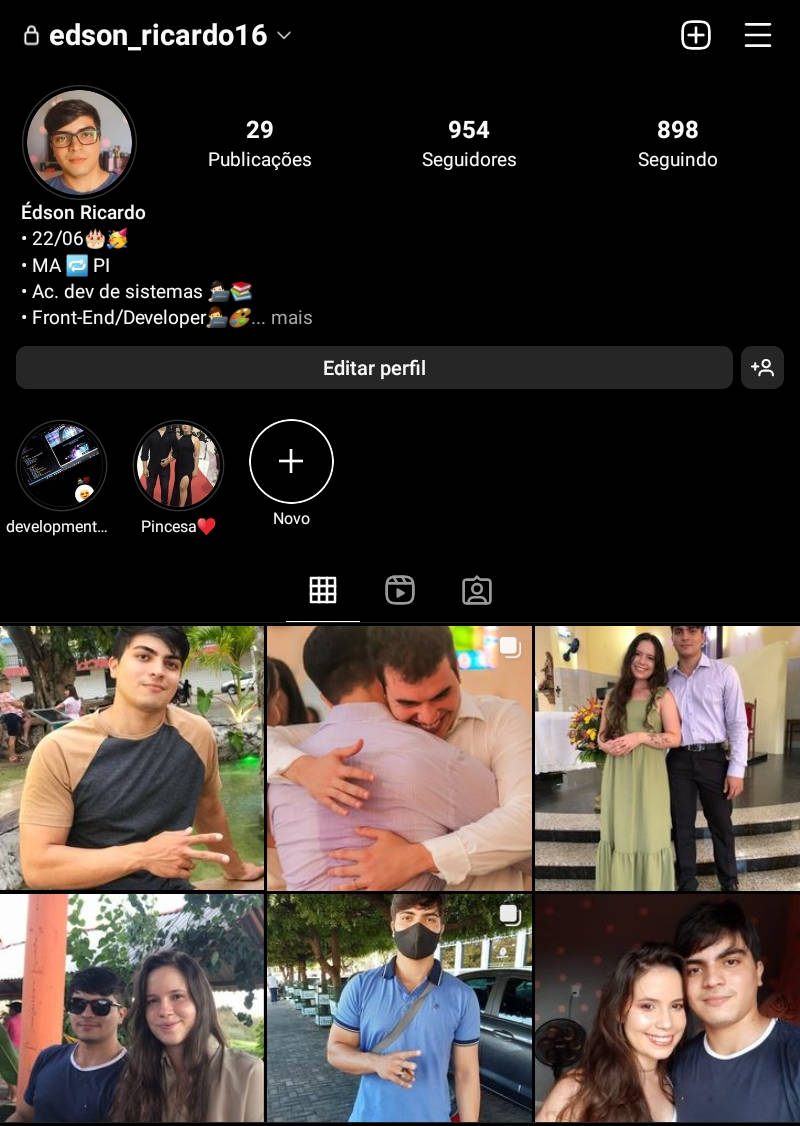 edson_ricardo16
29
954
898
Publicações
Seguidores
Seguindo
Édson Ricardo
• 22/06🎂🥳
• MA 🔁 PI
• Ac. dev de sistemas 👨🏻‍💻📚
• Front-End/Developer👨‍💻🎨... mais
Editar perfil
development...
Pincesa❤️
Novo